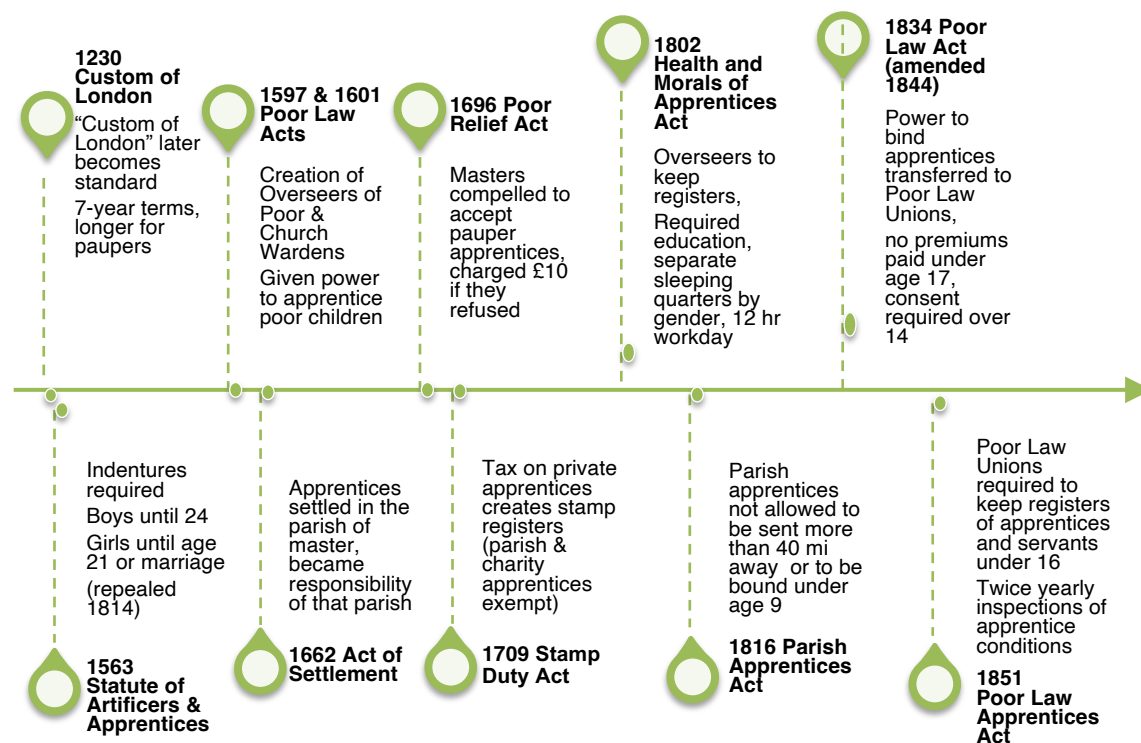 1230
Custom of
London
“Custom of
London” later
becomes
standard
7-year terms,
longer for
paupers
1597 & 1601
Poor Law
Acts
Creation of
Overseers of
Poor &
Church
Wardens
Given power
to apprentice
poor children
1696 Poor
Relief Act
Masters
compelled to
accept
pauper
apprentices,
charged £10
if they
refused
1802
Health and
Morals of
Apprentices
Act
Overseers to
keep
registers,
Required
education,
separate
sleeping
quarters by
gender, 12 hr
workday
1834 Poor
Law Act
(amended
1844)
Power to
bind
apprentices
transferred to
Poor Law
Unions,
no premiums
paid under
age 17,
consent
required over
14
Indentures
required
Boys until 24
Girls until age
21 or marriage
(repealed
1814)
1563
Statute of
Artificers &
Apprentices
Apprentices
settled in the
parish of
master,
became
responsibility
of that parish
1662 Act of
Settlement
Tax on private
apprentices
creates stamp
registers
(parish &
charity
apprentices
exempt)
1709 Stamp
Duty Act
Parish
apprentices
not allowed to
be sent more
than 40 mi
away or to be
bound under
age 9
1816 Parish
Apprentices
Act
Poor Law
Unions
required to
keep registers
of apprentices
and servants
under 16
Twice yearly
inspections of
apprentice
conditions
1851
Poor Law
Apprentices
Act